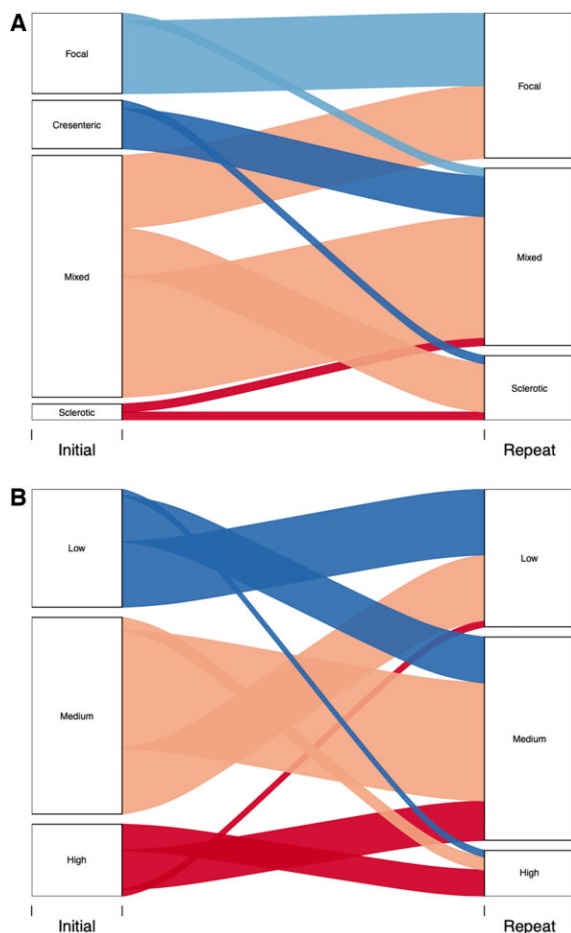 A
Focal
Focal
Cresenteric
Mixed
Mixed
Sclerotic
Sclerotic
Initial
Repeat
B
Low
Low
Medium
Medium
High
High
Initial
Repeat